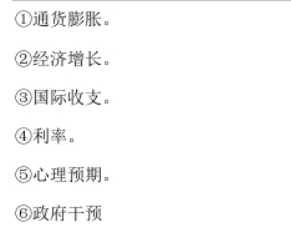 ①通货膨胀。
②经济增长。
③国际收支。
④利率。
⑤心理预期。
⑥政府干预